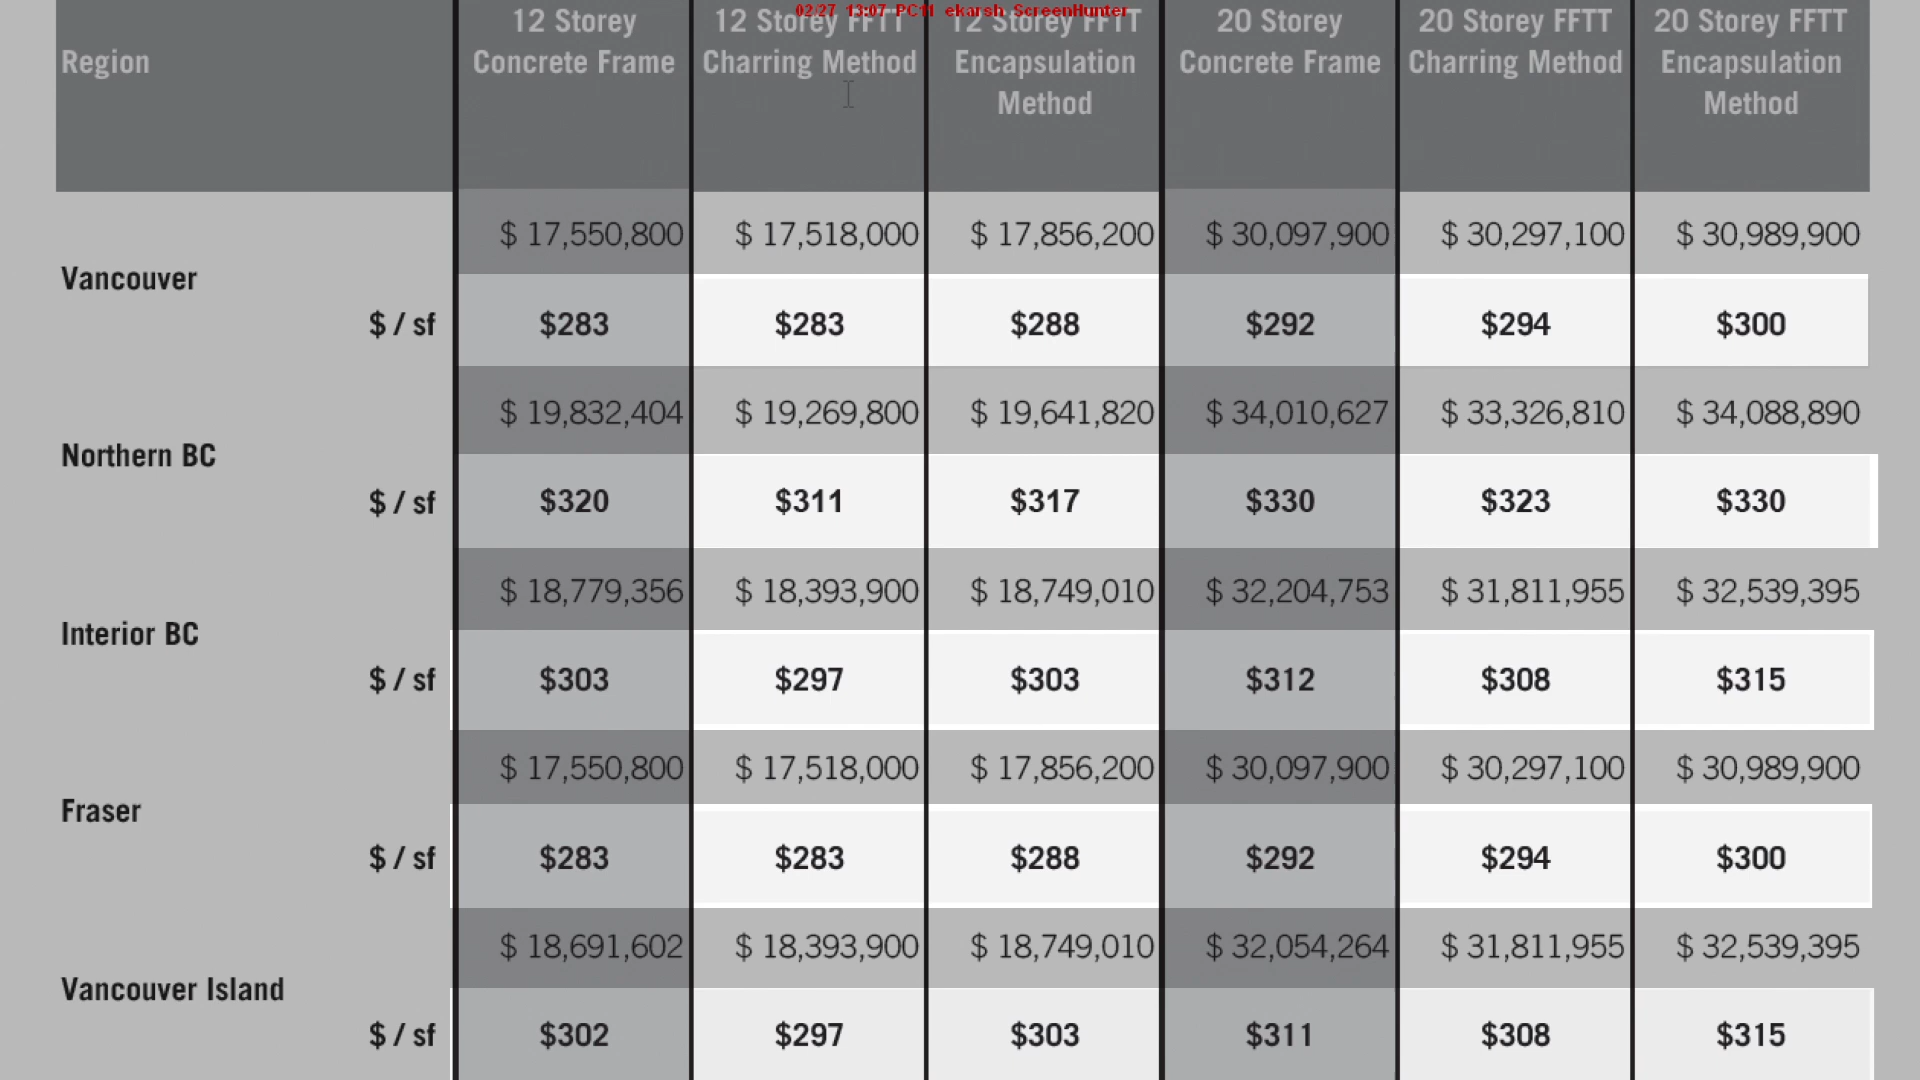 02/27 13:07 PC11 ekarsh ScreenHunter
Region
12 Storey
Concrete Frame
12 Storey FFTT
Charring Method
12 Storey FFTT
Encapsulation
Method
20 Storey
Concrete Frame
20 Storey FFTT
Charring Method
20 Storey FFTT
Encapsulation
Method
Vancouver
$ 17,550,800 $ 17,518,000 $ 17,856,200 $ 30,097,900 $ 30,297,100 $ 30,989,900
$ / sf $283 $283 $288 $292 $294 $300
Northern BC
$ 19,832,404 $ 19,269,800 $ 19,641,820 $ 34,010,627 $ 33,326,810 $ 34,088,890
$ / sf $320 $311 $317 $330 $323 $330
Interior BC
$ 18,779,356 $ 18,393,900 $ 18,749,010 $ 32,204,753 $ 31,811,955 $ 32,539,395
$ / sf $303 $297 $303 $312 $308 $315
Fraser
$ 17,550,800 $ 17,518,000 $ 17,856,200 $ 30,097,900 $ 30,297,100 $ 30,989,900
$ / sf $283 $283 $288 $292 $294 $300
Vancouver Island
$ 18,691,602 $ 18,393,900 $ 18,749,010 $ 32,054,264 $ 31,811,955 $ 32,539,395
$ / sf $302 $297 $303 $311 $308 $315